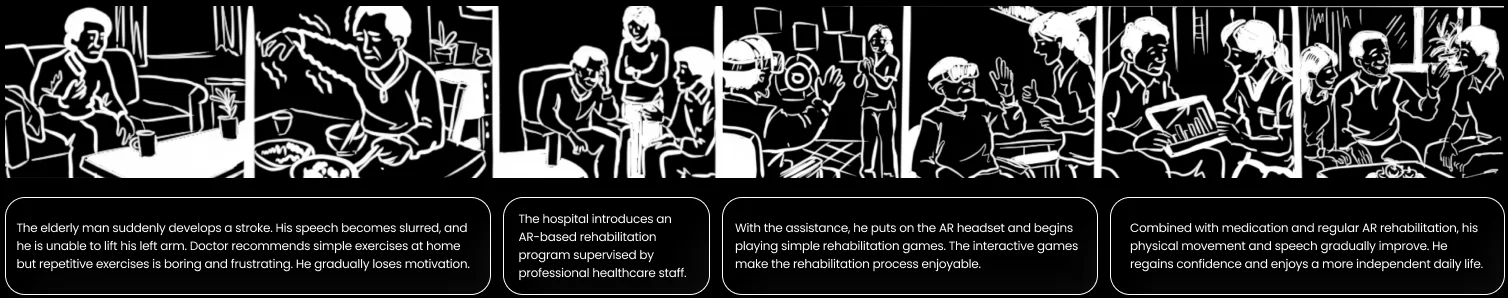 The elderly man suddenly develops a stroke. His speech becomes slurred, and
he is unable to lift his left arm. Doctor recommends simple exercises at home
but repetitive exercises is boring and frustrating. He gradually loses motivation.
The hospital introduces an
AR-based rehabilitation
program supervised by
professional healthcare staff.
With the assistance, he puts on the AR headset and begins
playing simple rehabilitation games. The interactive games
make the rehabilitation process enjoyable.
Combined with medication and regular AR rehabilitation, his
physical movement and speech gradually improve. He
regains confidence and enjoys a more independent daily life.